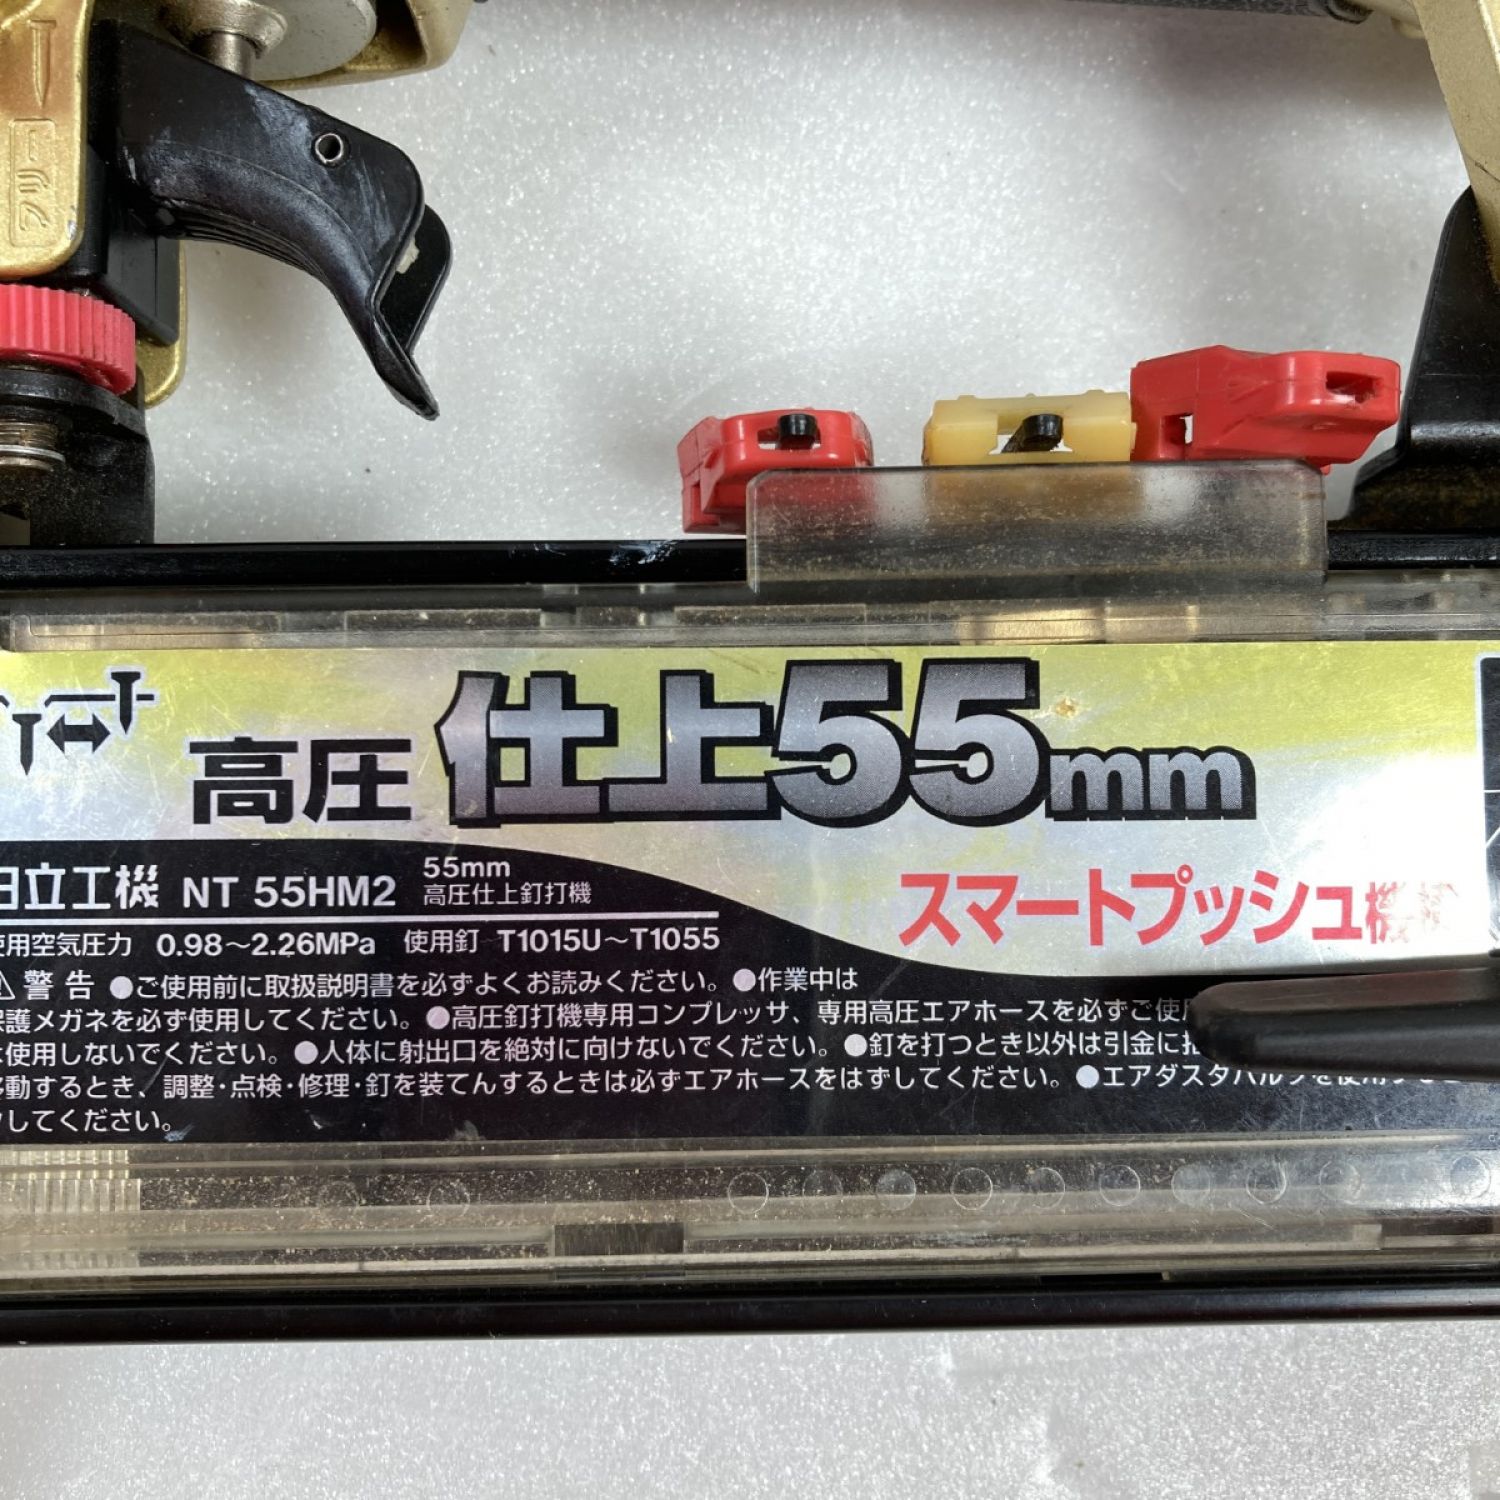 フリー
高圧 仕上55mm
日立工機 NT 55HM2 55mm
高圧仕上釘打機
スマートプッシュ機
使用空気圧力 0.98～2.26MPa 使用釘 T1015U～T1055
警告 ●ご使用前に取扱説明書を必ずよくお読みください。●作業中は
保護メガネを必ず使用してください。●高圧釘打機専用コンプレッサ、専用高圧エアホースを必ずご使
使用しないでください。●人体に射出口を絶対に向けないでください。●釘を打つとき以外は引金に
動するとき、調整・点検・修理・釘を装てんするときは必ずエアホースをはずしてください。●エアダスタバルブを使用する
してください。